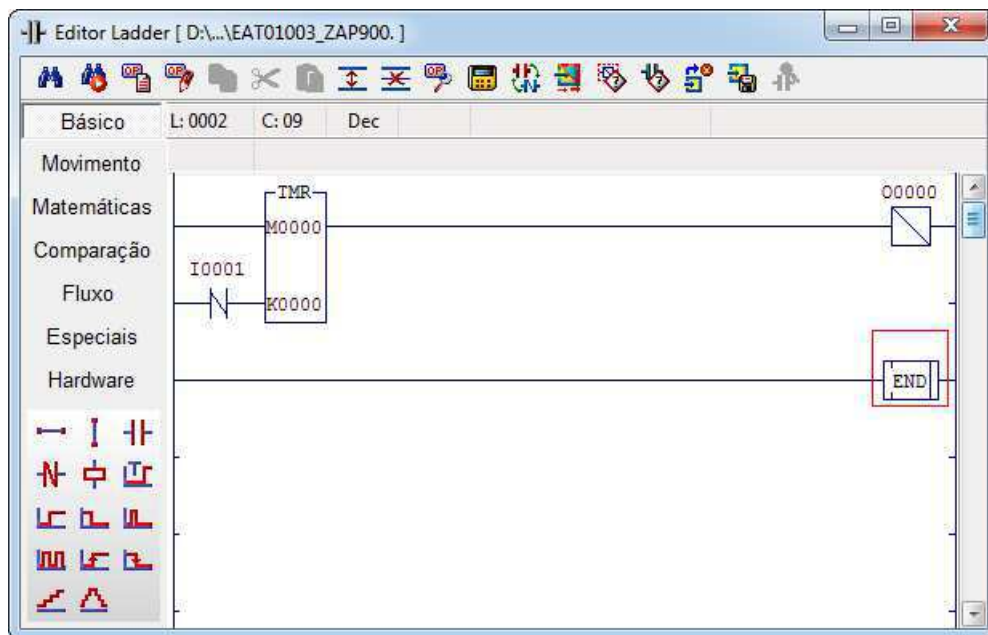 Editor Ladder [ D:\...\EAT01003_ZAP900. ]
Básico L: 0002 C: 09 Dec
Movimento
Matemáticas
Comparação
Fluxo
Especiais
Hardware
TMR
M0000
I0001
K0000
O0000
END